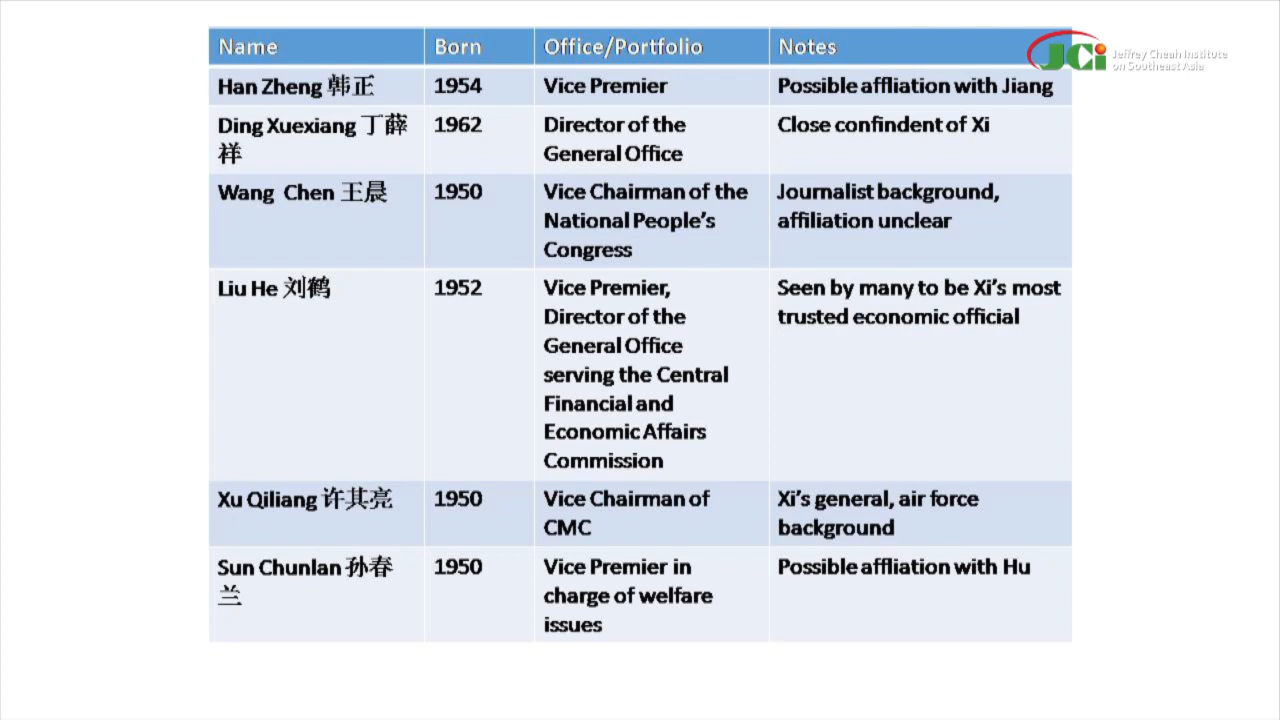 Name Born Office/Portfolio Notes
JCi Jeffrey Cheah Institute
on Southeast Asia
Han Zheng 韩正 1954 Vice Premier Possible affliation with Jiang
Ding Xuexiang 丁薛 1962 Director of the Close confindent of Xi
祥 General Office
Wang Chen 王晨 1950 Vice Chairman of the Journalist background,
National People's affiliation unclear
Congress
Liu He 刘鹤 1952 Vice Premier, Seen by many to be Xi's most
Director of the trusted economic official
General Office
serving the Central
Financial and
Economic Affairs
Commission
Xu Qiliang 许其亮 1950 Vice Chairman of Xi's general, air force
CMC background
Sun Chunlan 孙春 1950 Vice Premier in Possible affliation with Hu
兰 charge of welfare
issues